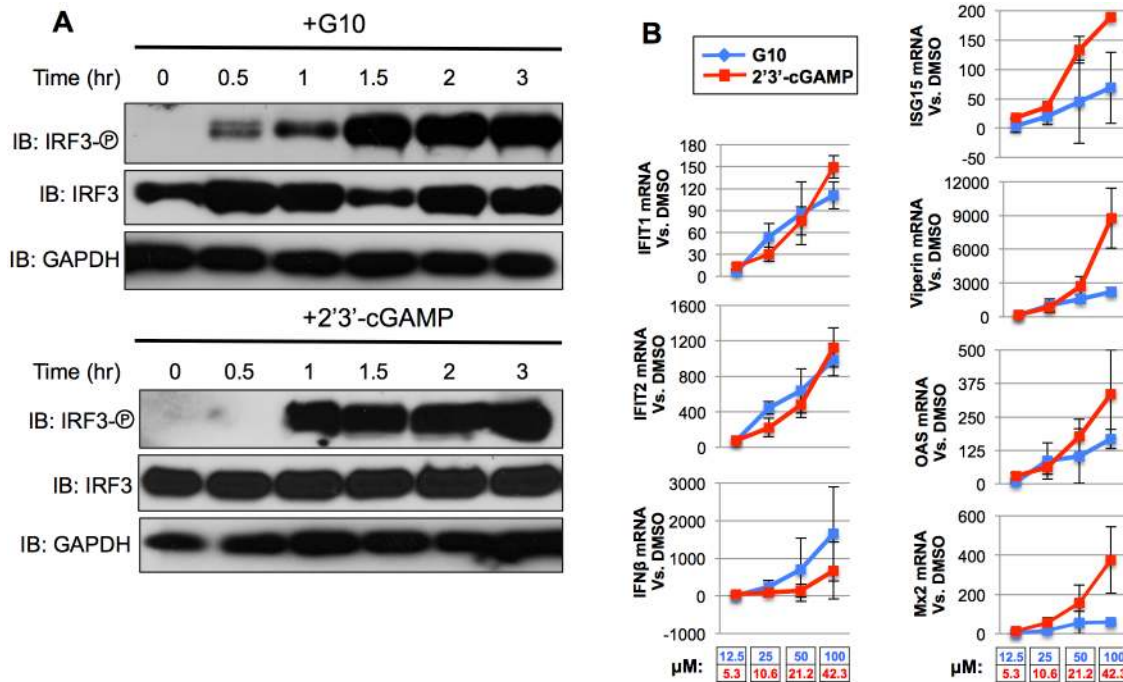 A
+G10
Time (hr) 0 0.5 1 1.5 2 3
IB: IRF3-Ⓟ
IB: IRF3
IB: GAPDH
+2’3’-cGAMP
Time (hr) 0 0.5 1 1.5 2 3
IB: IRF3-Ⓟ
IB: IRF3
IB: GAPDH
B
G10
2’3’-cGAMP
IFIT1 mRNA
Vs. DMSO
180
150
120
90
60
30
0
IFIT2 mRNA
Vs. DMSO
1600
1200
800
400
0
IFNβ mRNA
Vs. DMSO
3000
2000
1000
0
-1000
µM: 12.5 25 50 100
5.3 10.6 21.2 42.3
ISG15 mRNA
Vs. DMSO
200
150
100
50
0
-50
Viperin mRNA
Vs. DMSO
12000
9000
6000
3000
0
OAS mRNA
Vs. DMSO
500
375
250
125
0
Mx2 mRNA
Vs. DMSO
600
400
200
0
µM: 12.5 25 50 100
5.3 10.6 21.2 42.3